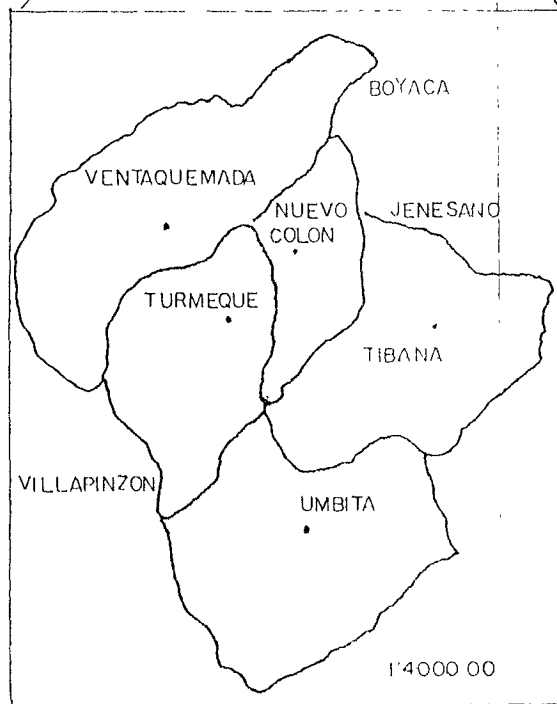 BOYACA
VENTAQUEMADA
NUEVO
COLON
JENESANO
TURMEQUE
TIBANA
VILLAPINZON
UMBITA
1'4000 00